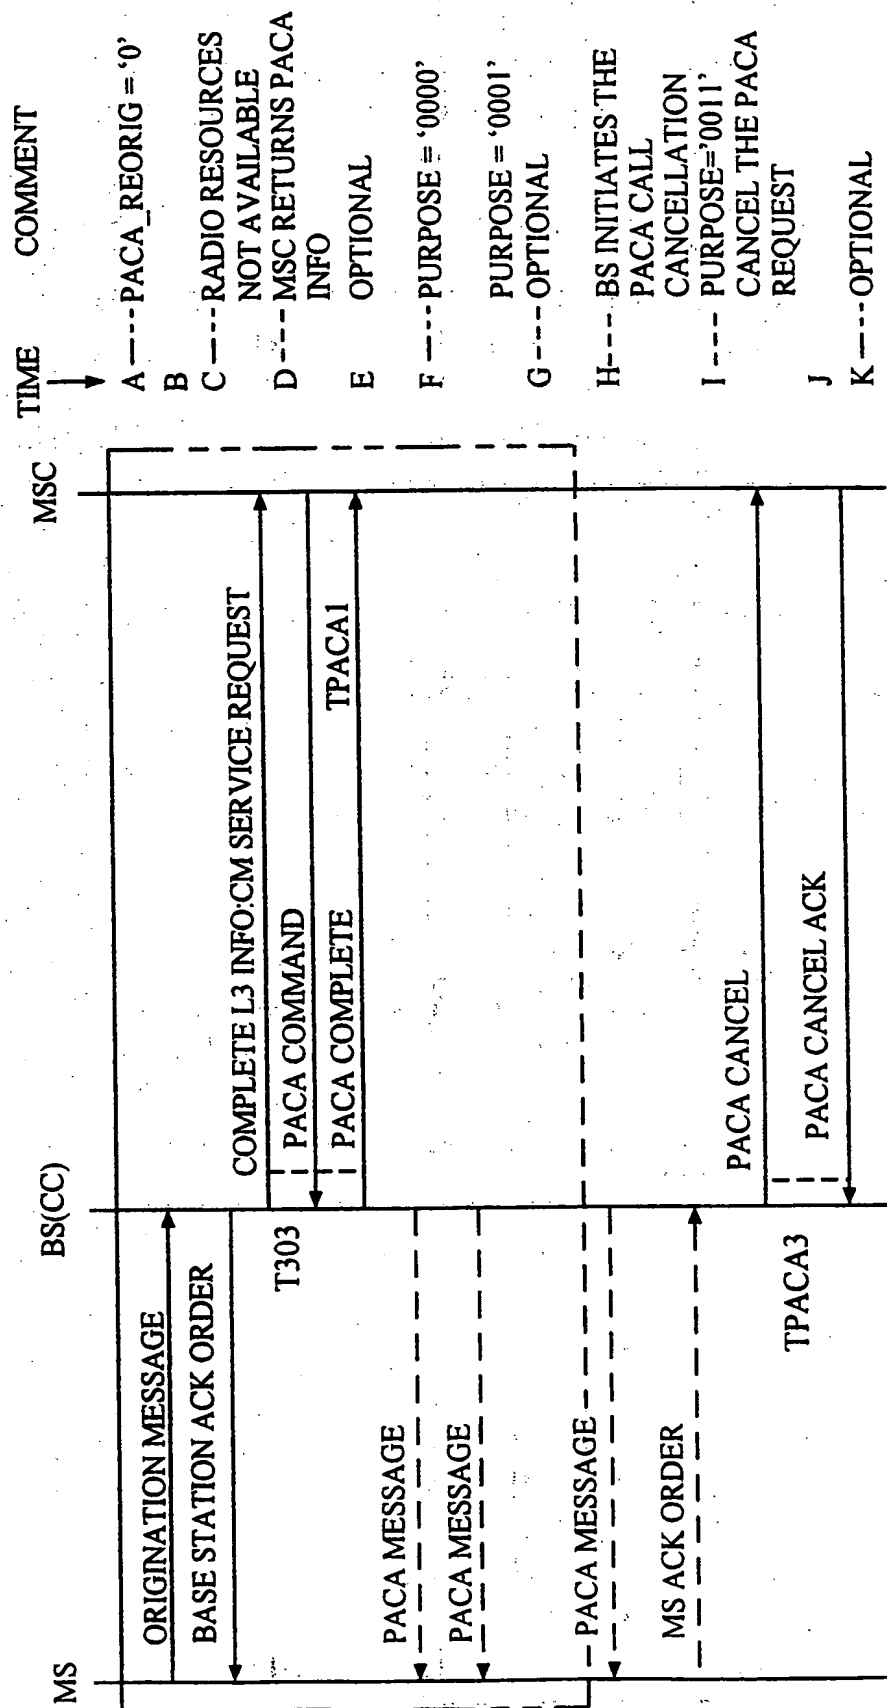 MS
BS(CC)
MSC
TIME
COMMENT
ORIGINATION MESSAGE
BASE STATION ACK ORDER
COMPLETE L3 INFO:CM SERVICE REQUEST
T303
PACA COMMAND
PACA COMPLETE
TPACA1
PACA MESSAGE
PACA MESSAGE
PACA MESSAGE
MS ACK ORDER
PACA CANCEL
TPACA3
PACA CANCEL ACK
A ---- PACA_REORIG = '0'
B
C ---- RADIO RESOURCES
NOT AVAILABLE
D ---- MSC RETURNS PACA
INFO
E OPTIONAL
F ---- PURPOSE = '0000'
PURPOSE = '0001'
G ---- OPTIONAL
H ---- BS INITIATES THE
PACA CALL
CANCELLATION
I --- PURPOSE='0011'
CANCEL THE PACA
REQUEST
J
K ---- OPTIONAL